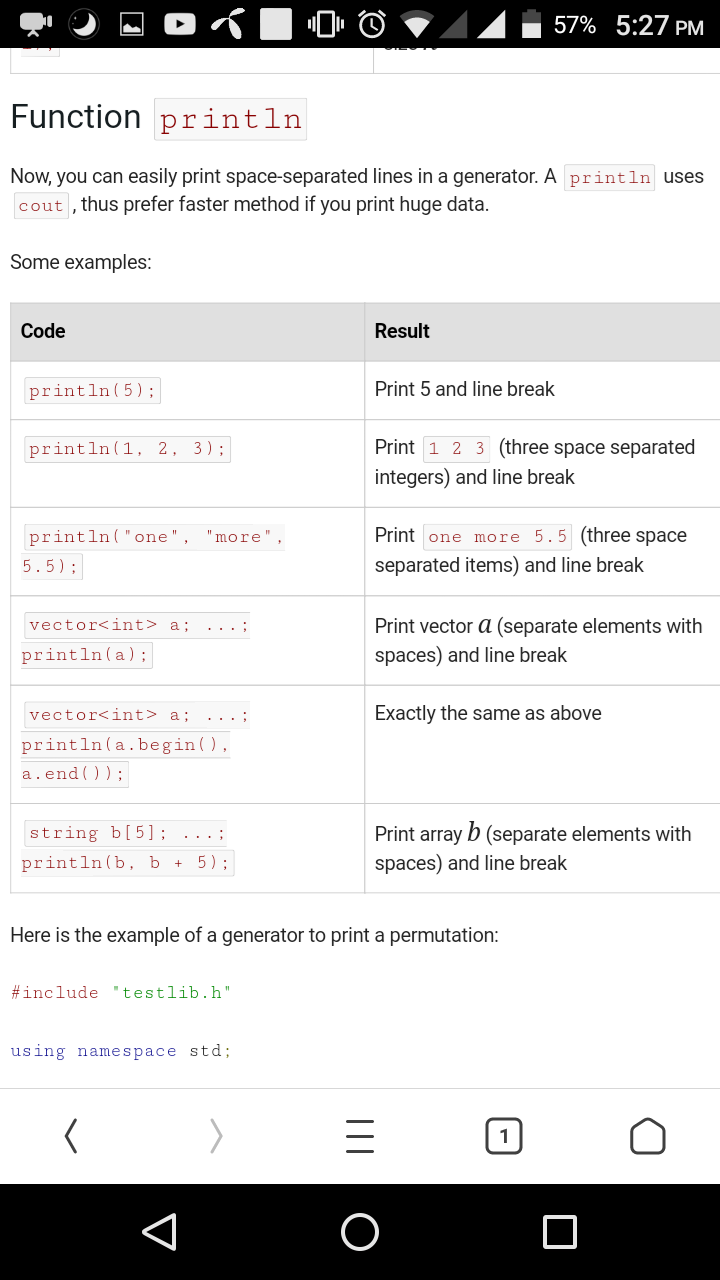 57% 5:27 PM
Function println
Now, you can easily print space-separated lines in a generator. A println uses
cout, thus prefer faster method if you print huge data.
Some examples:
Code Result
println(5); Print 5 and line break
println(1, 2, 3); Print 1 2 3 (three space separated
integers) and line break
println("one", "more", Print one more 5.5 (three space
5.5); separated items) and line break
vector<int> a; ...; Print vector a (separate elements with
println(a); spaces) and line break
vector<int> a; ...; Exactly the same as above
println(a.begin(),
a.end());
string b[5]; ...; Print array b (separate elements with
println(b, b + 5); spaces) and line break
Here is the example of a generator to print a permutation:
#include "testlib.h"
using namespace std;
1